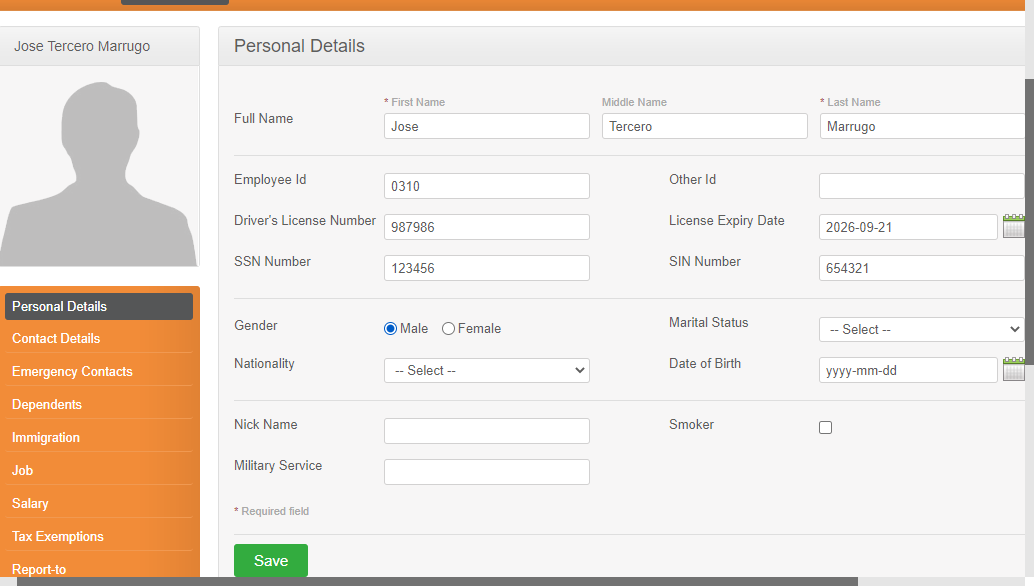 Jose Tercero Marrugo
Personal Details
Contact Details
Emergency Contacts
Dependents
Immigration
Job
Salary
Tax Exemptions
Report-to
Personal Details
* First Name Middle Name * Last Name
Full Name Jose Tercero Marrugo
Employee Id 0310 Other Id
Driver's License Number 987986 License Expiry Date 2026-09-21
SSN Number 123456 SIN Number 654321
Gender Male Female Marital Status -- Select --
Nationality -- Select -- Date of Birth yyyy-mm-dd
Nick Name Smoker
Military Service
* Required field
Save